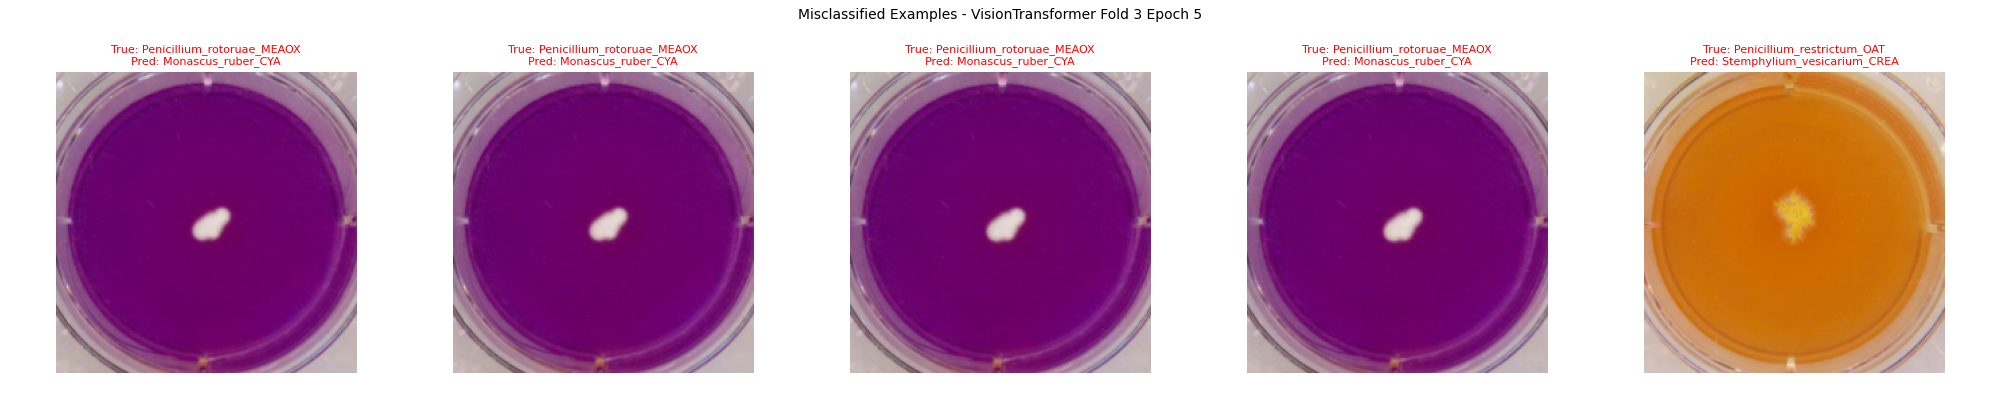 Misclassified Examples - VisionTransformer Fold 3 Epoch 5
True: Penicillium_rotoruae_MEAOX
Pred: Monascus_ruber_CYA
True: Penicillium_rotoruae_MEAOX
Pred: Monascus_ruber_CYA
True: Penicillium_rotoruae_MEAOX
Pred: Monascus_ruber_CYA
True: Penicillium_rotoruae_MEAOX
Pred: Monascus_ruber_CYA
True: Penicillium_restrictum_OAT
Pred: Stemphylium_vesicarium_CREA